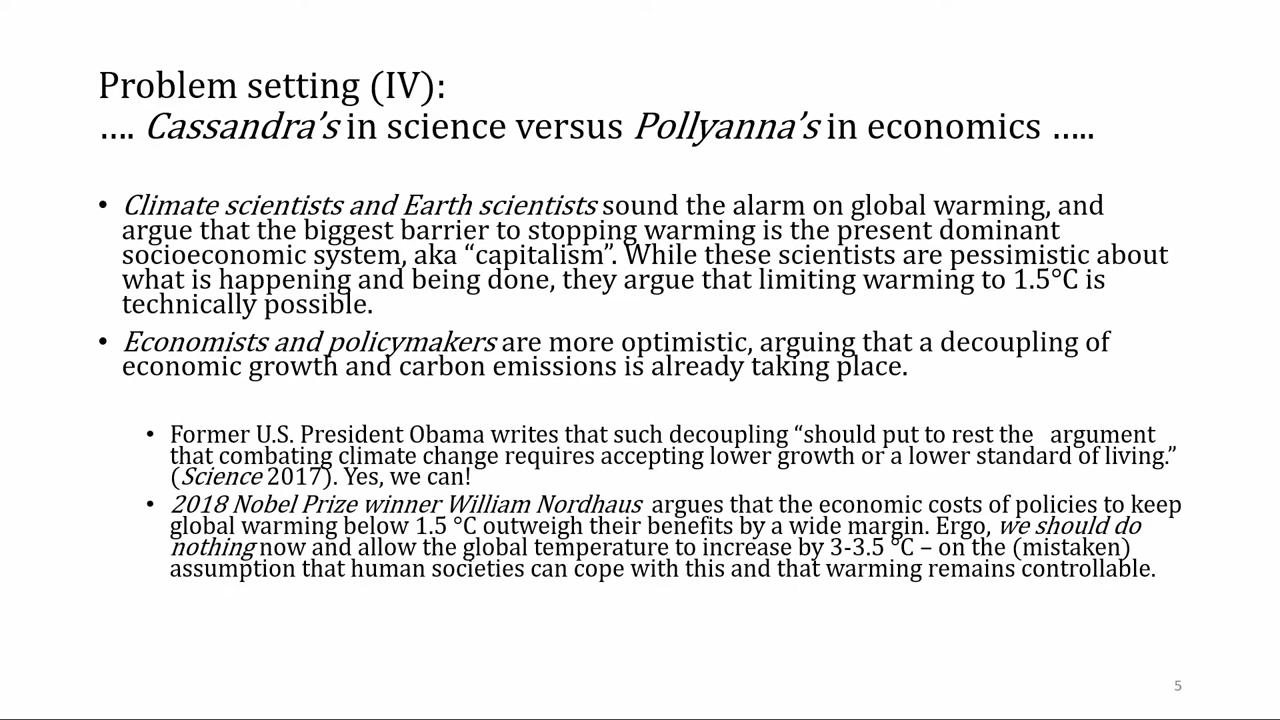 Problem setting (IV):
.... Cassandra's in science versus Pollyanna's in economics .....
• Climate scientists and Earth scientists sound the alarm on global warming, and
argue that the biggest barrier to stopping warming is the present dominant
socioeconomic system, aka “capitalism”. While these scientists are pessimistic about
what is happening and being done, they argue that limiting warming to 1.5°C is
technically possible.
• Economists and policymakers are more optimistic, arguing that a decoupling of
economic growth and carbon emissions is already taking place.
• Former U.S. President Obama writes that such decoupling “should put to rest the argument
that combating climate change requires accepting lower growth or a lower standard of living.”
(Science 2017). Yes, we can!
• 2018 Nobel Prize winner William Nordhaus argues that the economic costs of policies to keep
global warming below 1.5 °C outweigh their benefits by a wide margin. Ergo, we should do
nothing now and allow the global temperature to increase by 3-3.5 °C – on the (mistaken)
assumption that human societies can cope with this and that warming remains controllable.
5